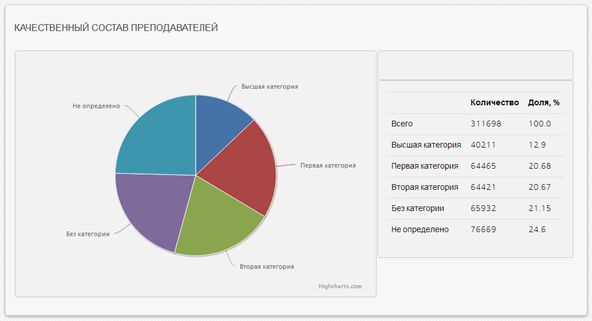 КАЧЕСТВЕННЫЙ СОСТАВ ПРЕПОДАВАТЕЛЕЙ
Высшая категория
Не определено
Первая категория
Без категории
Вторая категория
Highcharts.com
Количество Доля, %
Всего 311698 100.0
Высшая категория 40211 12.9
Первая категория 64465 20.68
Вторая категория 64421 20.67
Без категории 65932 21.15
Не определено 76669 24.6